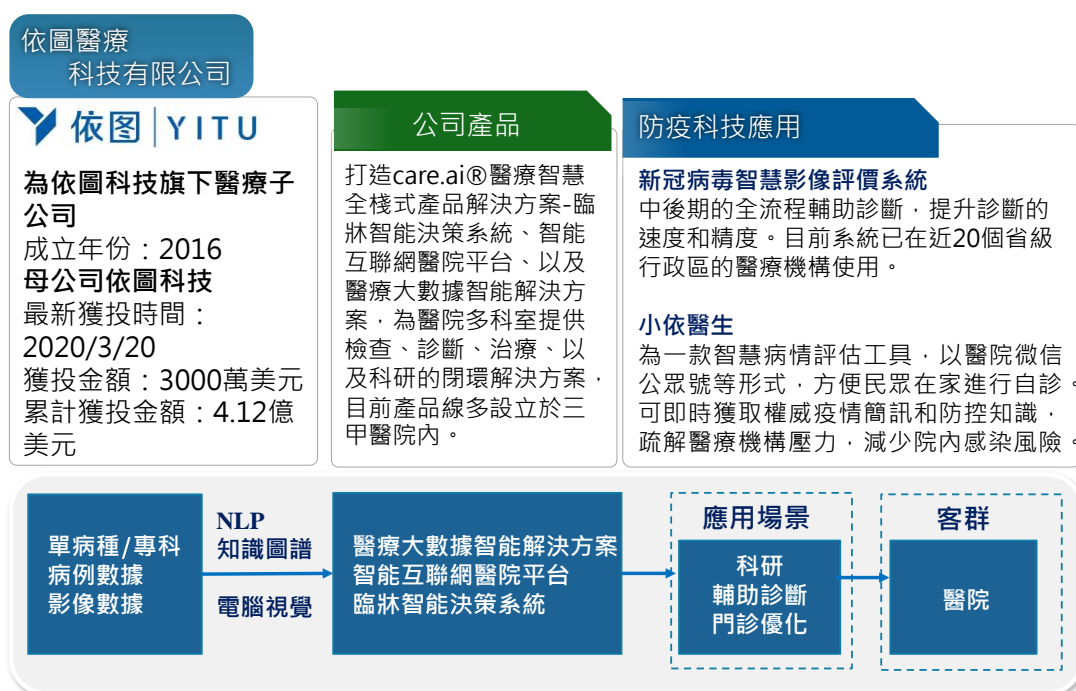 依圖醫療
科技有限公司
依图 YITU
為依圖科技旗下醫療子
公司
成立年份：2016
母公司依圖科技
最新獲投時間：
2020/3/20
獲投金額：3000萬美元
累計獲投金額：4.12億
美元
公司產品
打造care.ai®醫療智慧
全棧式產品解決方案-臨
牀智能決策系統、智能
互聯網醫院平台、以及
醫療大數據智能解決方
案，為醫院多科室提供
檢查、診斷、治療、以
及科研的閉環解決方案，
目前產品線多設立於三
甲醫院內。
防疫科技應用
新冠病毒智慧影像評價系統
中後期的全流程輔助診斷，提升診斷的
速度和精度。目前系統已在近20個省級
行政區的醫療機構使用。
小依醫生
為一款智慧病情評估工具，以醫院微信
公眾號等形式，方便民眾在家進行自診。
可即時獲取權威疫情簡訊和防控知識，
疏解醫療機構壓力，減少院內感染風險。
單病種/專科
病例數據
影像數據
NLP
知識圖譜
電腦視覺
醫療大數據智能解決方案
智能互聯網醫院平台
臨牀智能決策系統
應用場景
科研
輔助診斷
門診優化
客群
醫院